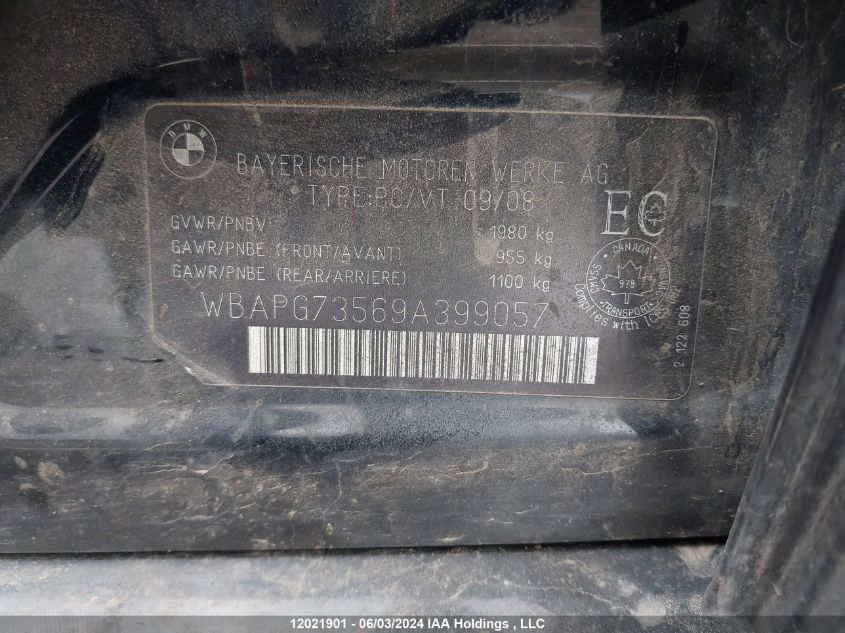 BMW
BAYERISCHE MOTOREN WERKE AG
TYPE:PC/VT 09/08
GVWR/PNBV 1980 kg
GAWR/PNBE (FRONT/AVANT) 955 kg
GAWR/PNBE (REAR/ARRIERE) 1100 kg
WBAPG73569A399057
EC
CANADA
978
TRANSPORT
Complies with
2 122 608
12021901 - 06/03/2024 IAA Holdings , LLC